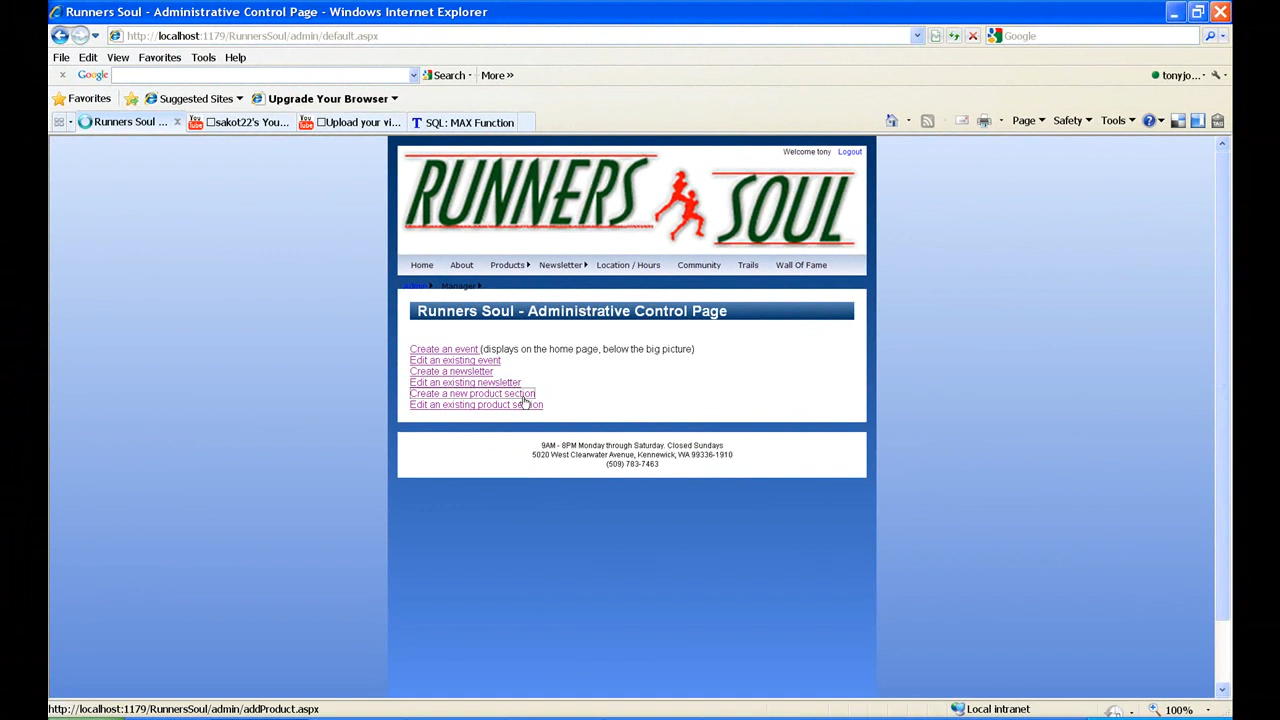 Runners Soul - Administrative Control Page - Windows Internet Explorer
http://localhost:1179/RunnersSoul/admin/default.aspx
Google
File Edit View Favorites Tools Help
x Google Search More »
tonyjo...
Favorites Suggested Sites Upgrade Your Browser
Runners Soul ... x
You Tube sakot22's You...
You Tube Upload your vi...
T SQL: MAX Function
Page Safety Tools
Welcome tony Logout
RUNNERS SOUL
Home About Products Newsletter Location / Hours Community Trails Wall Of Fame
Admin Manager
Runners Soul - Administrative Control Page
Create an event (displays on the home page, below the big picture)
Edit an existing event
Create a newsletter
Edit an existing newsletter
Create a new product section
Edit an existing product section
9AM - 8PM Monday through Saturday. Closed Sundays
5020 West Clearwater Avenue, Kennewick, WA 99336-1910
(509) 783-7463
http://localhost:1179/RunnersSoul/admin/addProduct.aspx
Local intranet
100%